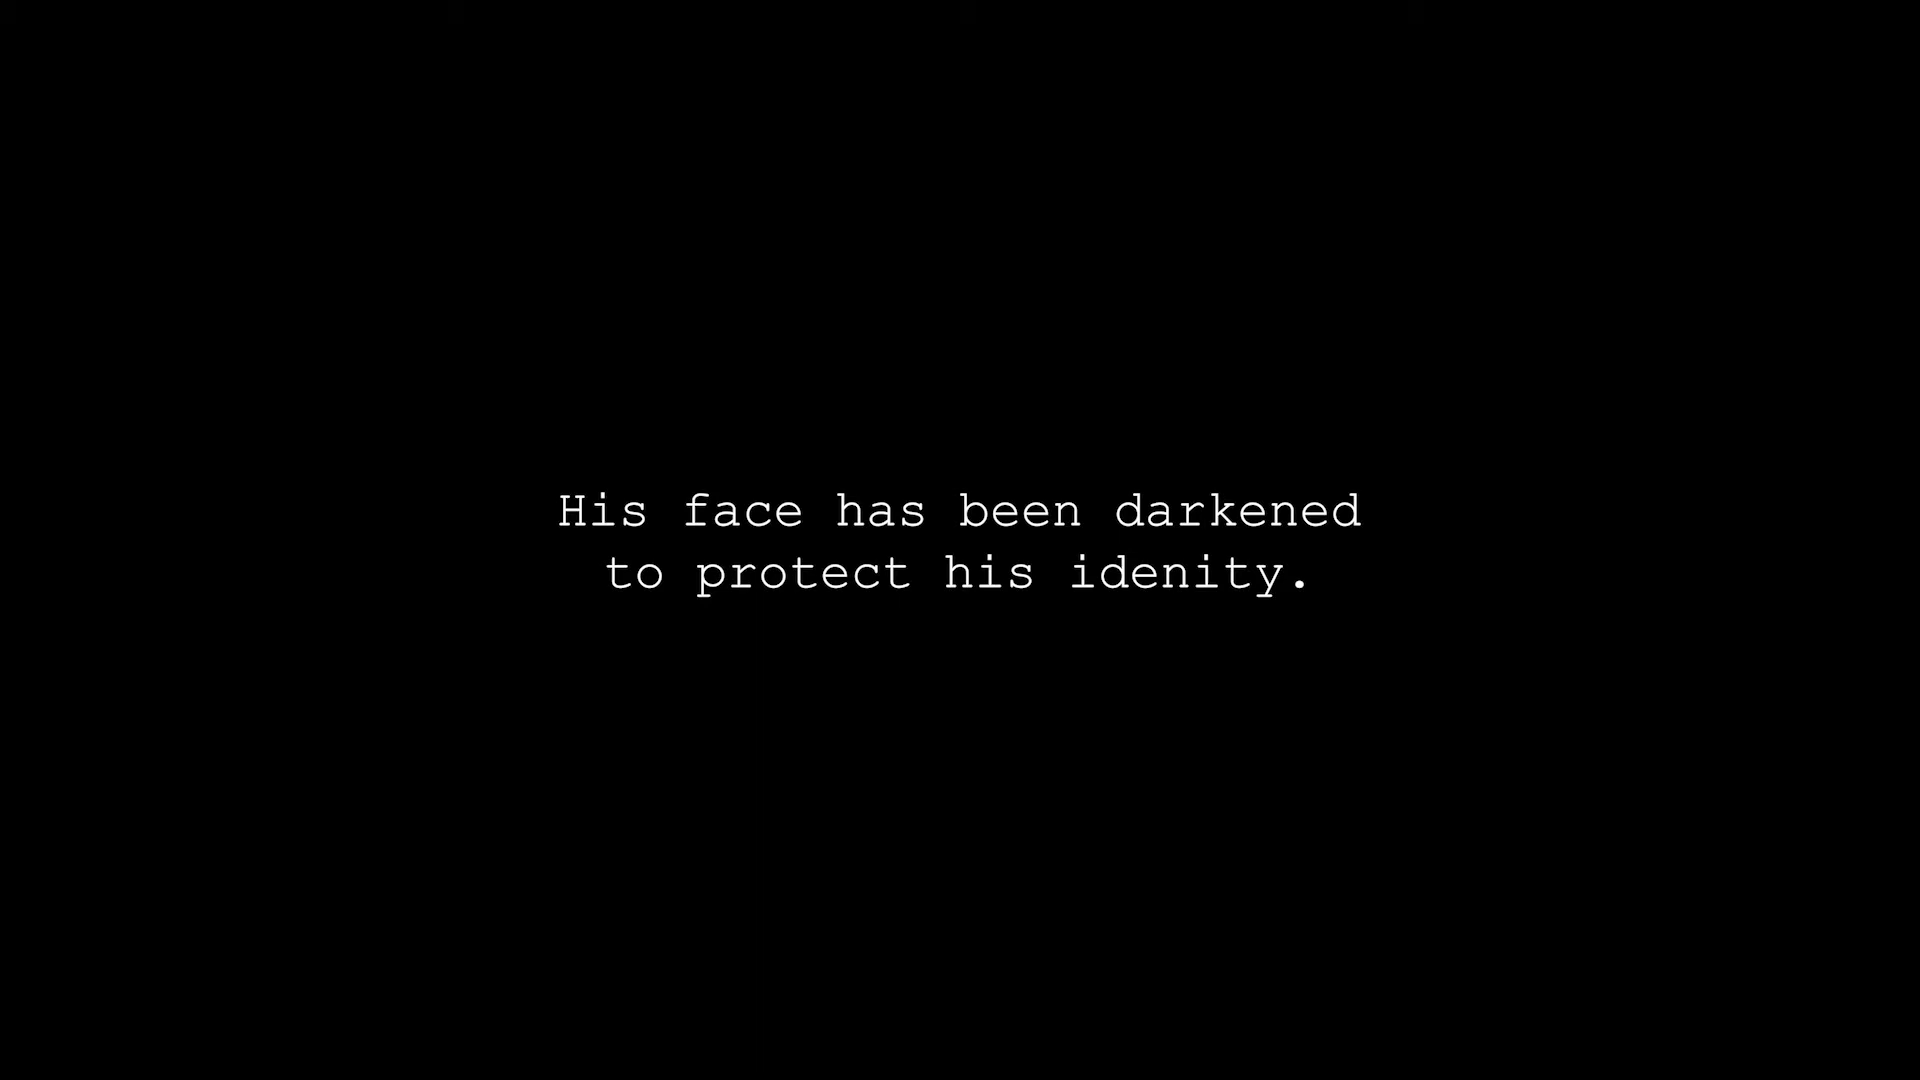 His face has been darkened
to protect his idenity.